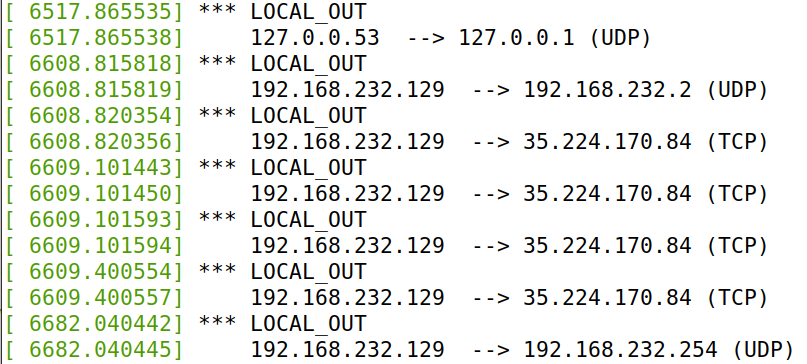 [ 6517.865535] *** LOCAL_OUT
[ 6517.865538]     127.0.0.53  --> 127.0.0.1 (UDP)
[ 6608.815818] *** LOCAL_OUT
[ 6608.815819]     192.168.232.129  --> 192.168.232.2 (UDP)
[ 6608.820354] *** LOCAL_OUT
[ 6608.820356]     192.168.232.129  --> 35.224.170.84 (TCP)
[ 6609.101443] *** LOCAL_OUT
[ 6609.101450]     192.168.232.129  --> 35.224.170.84 (TCP)
[ 6609.101593] *** LOCAL_OUT
[ 6609.101594]     192.168.232.129  --> 35.224.170.84 (TCP)
[ 6609.400554] *** LOCAL_OUT
[ 6609.400557]     192.168.232.129  --> 35.224.170.84 (TCP)
[ 6682.040442] *** LOCAL_OUT
[ 6682.040445]     192.168.232.129  --> 192.168.232.254 (UDP)